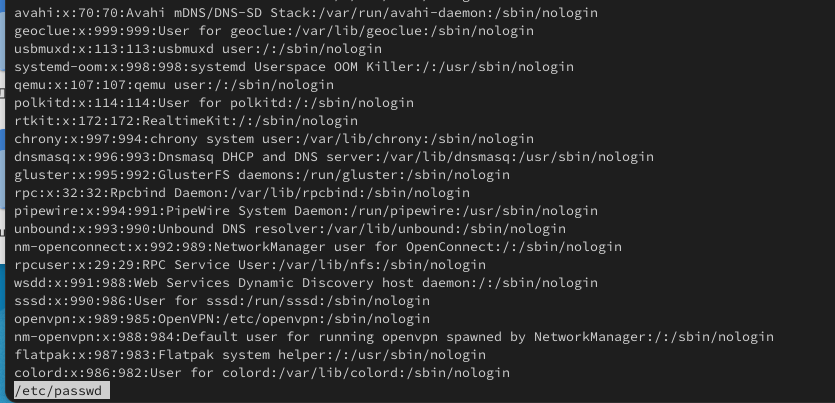 avahi:x:70:70:Avahi mDNS/DNS-SD Stack:/var/run/avahi-daemon:/sbin/nologin
geoclue:x:999:999:User for geoclue:/var/lib/geoclue:/sbin/nologin
usbmuxd:x:113:113:usbmuxd user:/:/sbin/nologin
systemd-oom:x:998:998:systemd Userspace OOM Killer:/:/usr/sbin/nologin
qemu:x:107:107:qemu user:/:/sbin/nologin
polkitd:x:114:114:User for polkitd:/:/sbin/nologin
rtkit:x:172:172:RealtimeKit:/:/sbin/nologin
chrony:x:997:994:chrony system user:/var/lib/chrony:/sbin/nologin
dnsmasq:x:996:993:Dnsmasq DHCP and DNS server:/var/lib/dnsmasq:/usr/sbin/nologin
gluster:x:995:992:GlusterFS daemons:/run/gluster:/sbin/nologin
rpc:x:32:32:Rpcbind Daemon:/var/lib/rpcbind:/sbin/nologin
pipewire:x:994:991:PipeWire System Daemon:/run/pipewire:/usr/sbin/nologin
unbound:x:993:990:Unbound DNS resolver:/var/lib/unbound:/sbin/nologin
nm-openconnect:x:992:989:NetworkManager user for OpenConnect:/:/sbin/nologin
rpcuser:x:29:29:RPC Service User:/var/lib/nfs:/sbin/nologin
wsdd:x:991:988:Web Services Dynamic Discovery host daemon:/:/sbin/nologin
sssd:x:990:986:User for sssd:/run/sssd:/sbin/nologin
openvpn:x:989:985:OpenVPN:/etc/openvpn:/sbin/nologin
nm-openvpn:x:988:984:Default user for running openvpn spawned by NetworkManager:/:/sbin/nologin
flatpak:x:987:983:Flatpak system helper:/:/usr/sbin/nologin
colord:x:986:982:User for colord:/var/lib/colord:/sbin/nologin
/etc/passwd